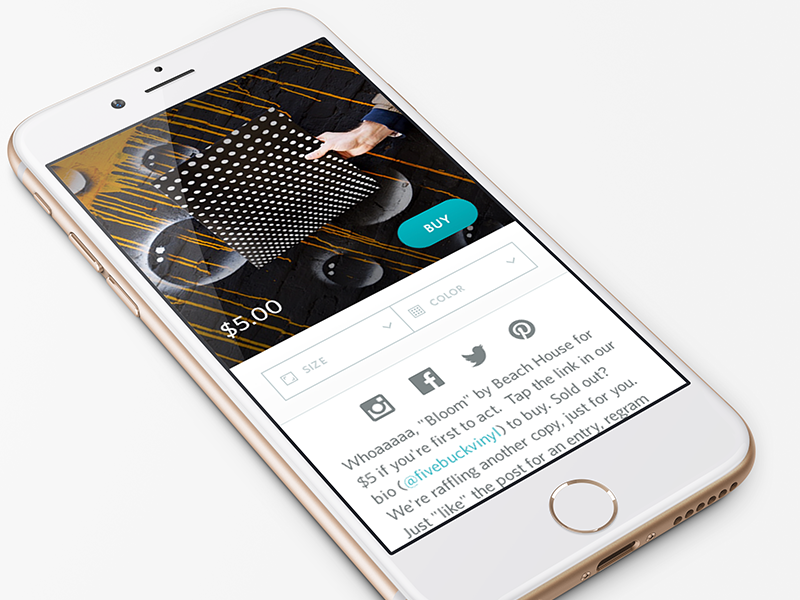 BUY
$5.00
SIZE
COLOR
Whoaaaaa, "Bloom" by Beach House for
$5 if you're first to act. Tap the link in our
bio (@fivebuckvinyl) to buy. Sold out?
We're raffling another copy, just for you.
Just "like" the post for an entry, regram